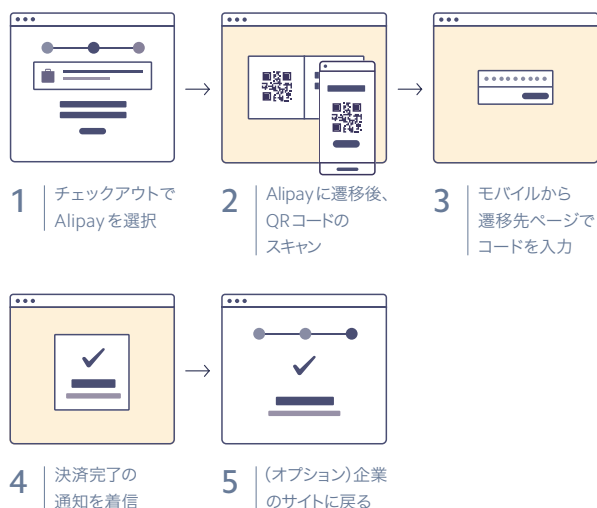 1
チェックアウトで
Alipayを選択
2
Alipayに遷移後、
QRコードの
スキャン
3
モバイルから
遷移先ページで
コードを入力
4
決済完了の
通知を着信
5
(オプション)企業
のサイトに戻る